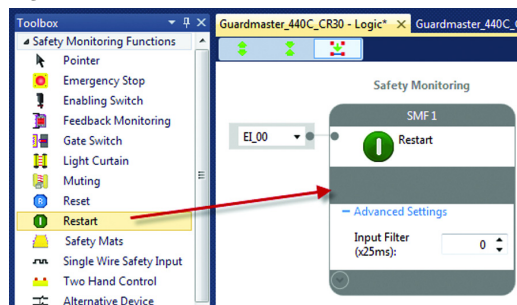 Toolbox
Safety Monitoring Functions
Pointer
Emergency Stop
Enabling Switch
Feedback Monitoring
Gate Switch
Light Curtain
Muting
Reset
Restart
Safety Mats
Single Wire Safety Input
Two Hand Control
Alternative Device
Guardmaster_440C_CR30 - Logic* Guardmaster_440C_C
Safety Monitoring
SMF 1
EI_00
Restart
Advanced Settings
Input Filter
(x25ms): 0